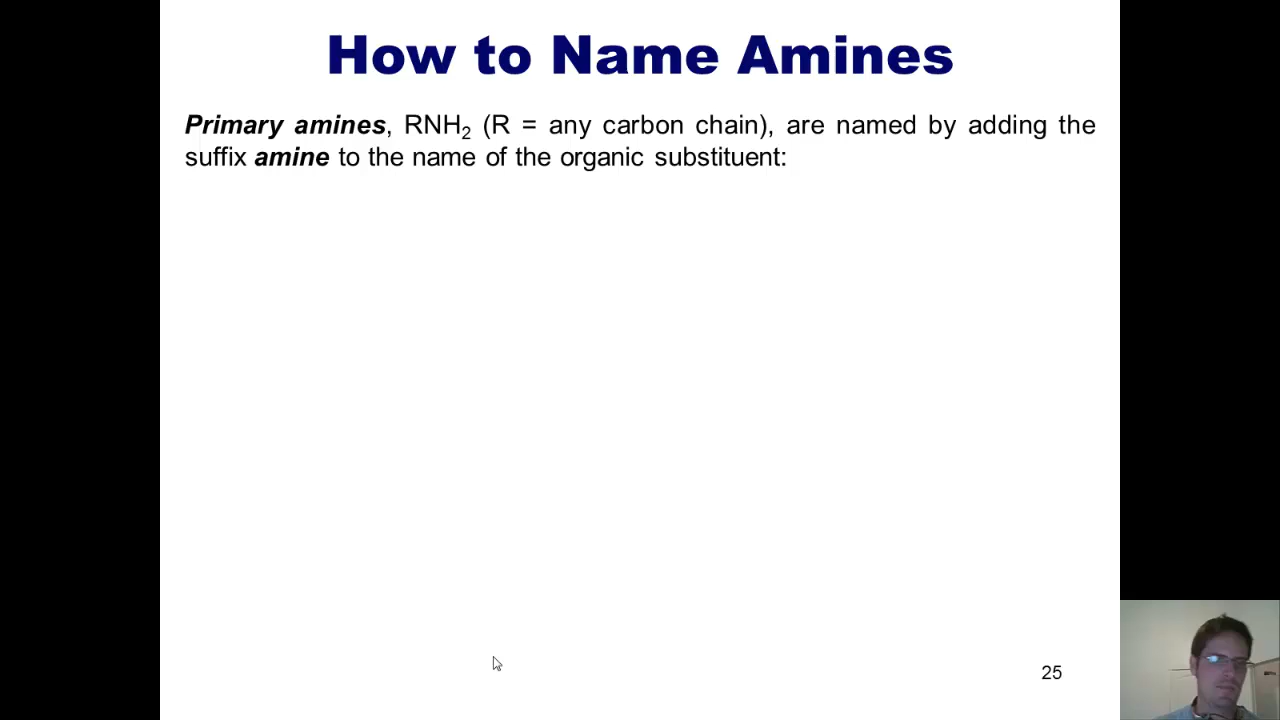 How to Name Amines
Primary amines, RNH₂ (R = any carbon chain), are named by adding the
suffix amine to the name of the organic substituent:
25